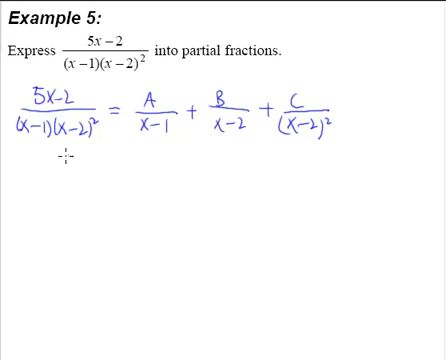 Example 5:
Express (5x − 2)/((x − 1)(x − 2)²) into partial fractions.
(5x−2)/((x−1)(x−2)²) = A/(x−1) + B/(x−2) + C/((x−2)²)